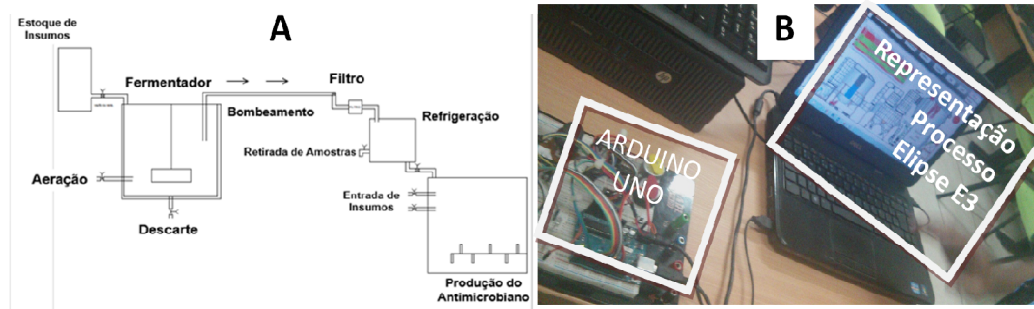 A
B
Estoque de
Insumos
Fermentador
Filtro
Bombeamento
Refrigeração
Retirada de Amostras
Aeração
Entrada de
Insumos
Descarte
Produção do
Antimicrobiano
ARDUINO
UNO
Representação
Processo
Elipse E3
hp